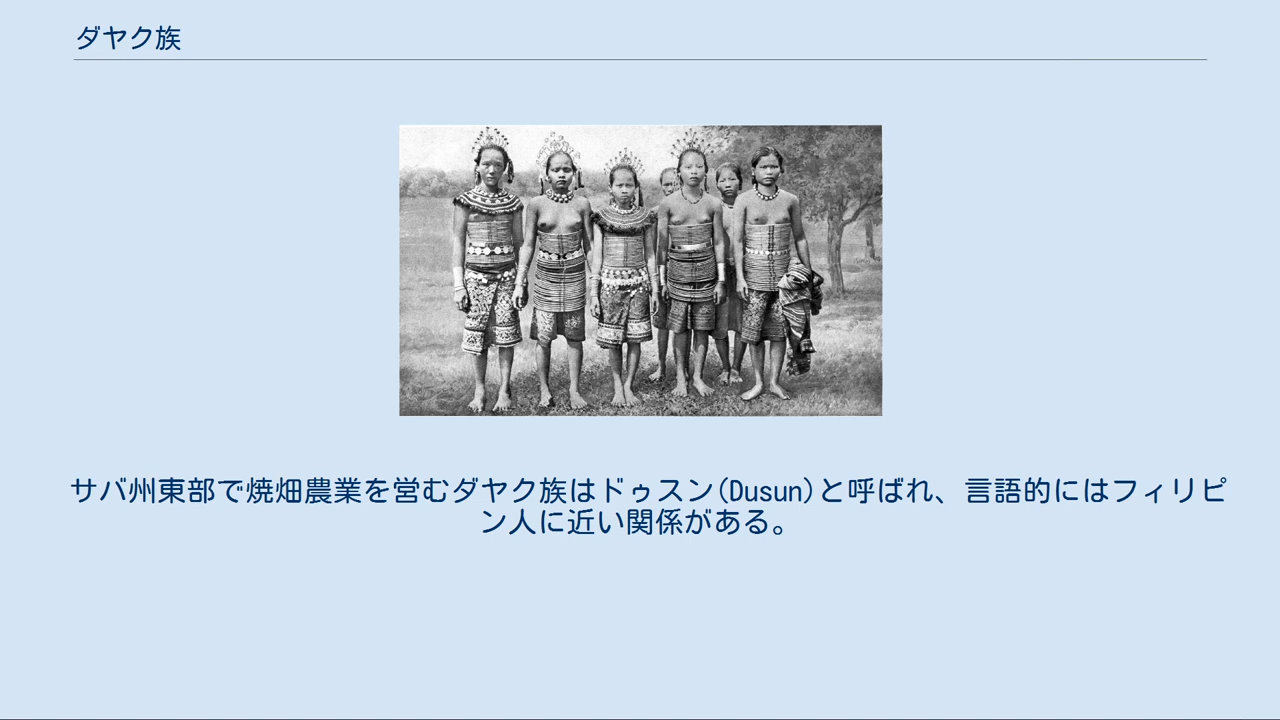 ダヤク族
サバ州東部で焼畑農業を営むダヤク族はドゥスン(Dusun)と呼ばれ、言語的にはフィリピ
ン人に近い関係がある。